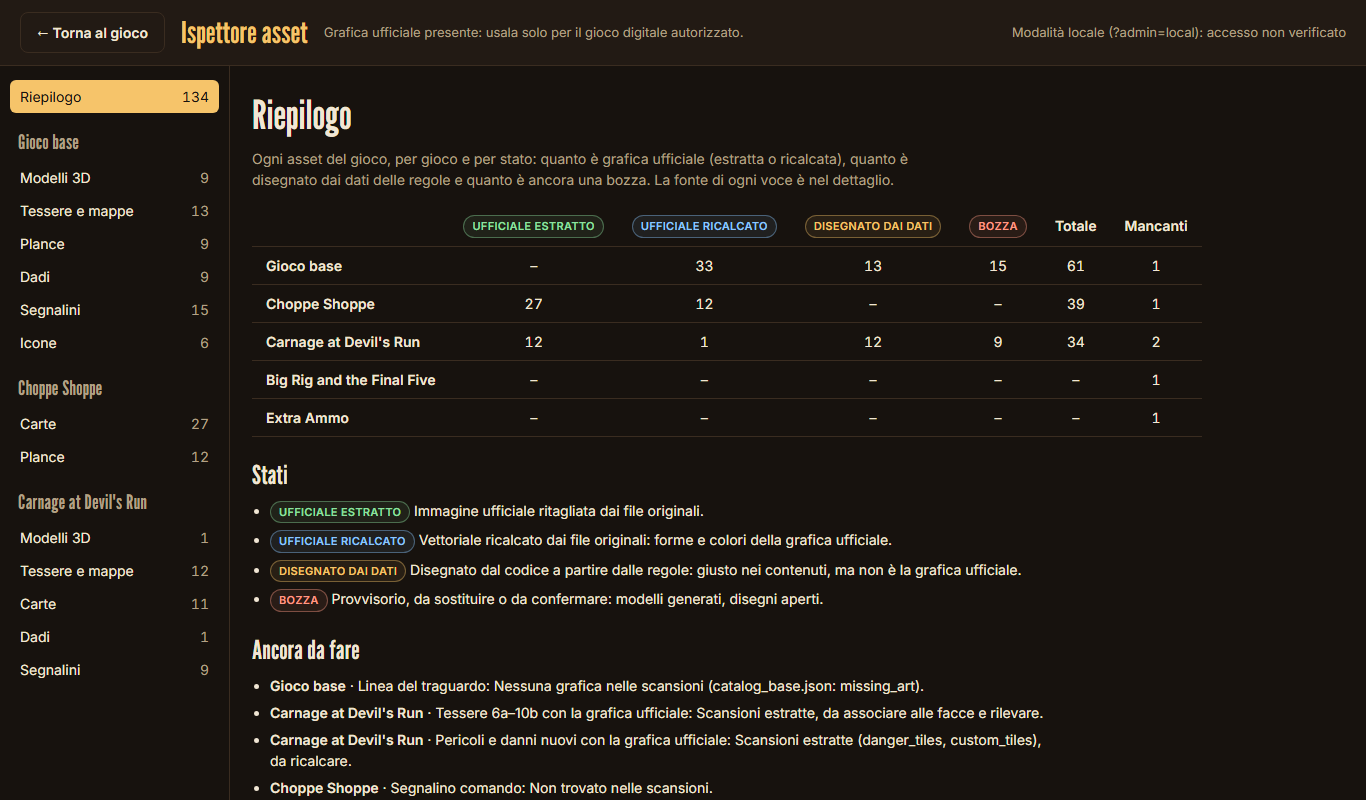 ← Torna al gioco
Ispettore asset
Grafica ufficiale presente: usala solo per il gioco digitale autorizzato.
Modalità locale (?admin=local): accesso non verificato
Riepilogo 134
Gioco base
Modelli 3D 9
Tessere e mappe 13
Plance 9
Dadi 9
Segnalini 15
Icone 6
Choppe Shoppe
Carte 27
Plance 12
Carnage at Devil's Run
Modelli 3D 1
Tessere e mappe 12
Carte 11
Dadi 1
Segnalini 9
Riepilogo
Ogni asset del gioco, per gioco e per stato: quanto è grafica ufficiale (estratta o ricalcata), quanto è
disegnato dai dati delle regole e quanto è ancora una bozza. La fonte di ogni voce è nel dettaglio.
UFFICIALE ESTRATTO UFFICIALE RICALCATO DISEGNATO DAI DATI BOZZA Totale Mancanti
Gioco base – 33 13 15 61 1
Choppe Shoppe 27 12 – – 39 1
Carnage at Devil's Run 12 1 12 9 34 2
Big Rig and the Final Five – – – – – 1
Extra Ammo – – – – – 1
Stati
• UFFICIALE ESTRATTO Immagine ufficiale ritagliata dai file originali.
• UFFICIALE RICALCATO Vettoriale ricalcato dai file originali: forme e colori della grafica ufficiale.
• DISEGNATO DAI DATI Disegnato dal codice a partire dalle regole: giusto nei contenuti, ma non è la grafica ufficiale.
• BOZZA Provvisorio, da sostituire o da confermare: modelli generati, disegni aperti.
Ancora da fare
• Gioco base · Linea del traguardo: Nessuna grafica nelle scansioni (catalog_base.json: missing_art).
• Carnage at Devil's Run · Tessere 6a–10b con la grafica ufficiale: Scansioni estratte, da associare alle facce e rilevare.
• Carnage at Devil's Run · Pericoli e danni nuovi con la grafica ufficiale: Scansioni estratte (danger_tiles, custom_tiles),
da ricalcare.
• Choppe Shoppe · Segnalino comando: Non trovato nelle scansioni.